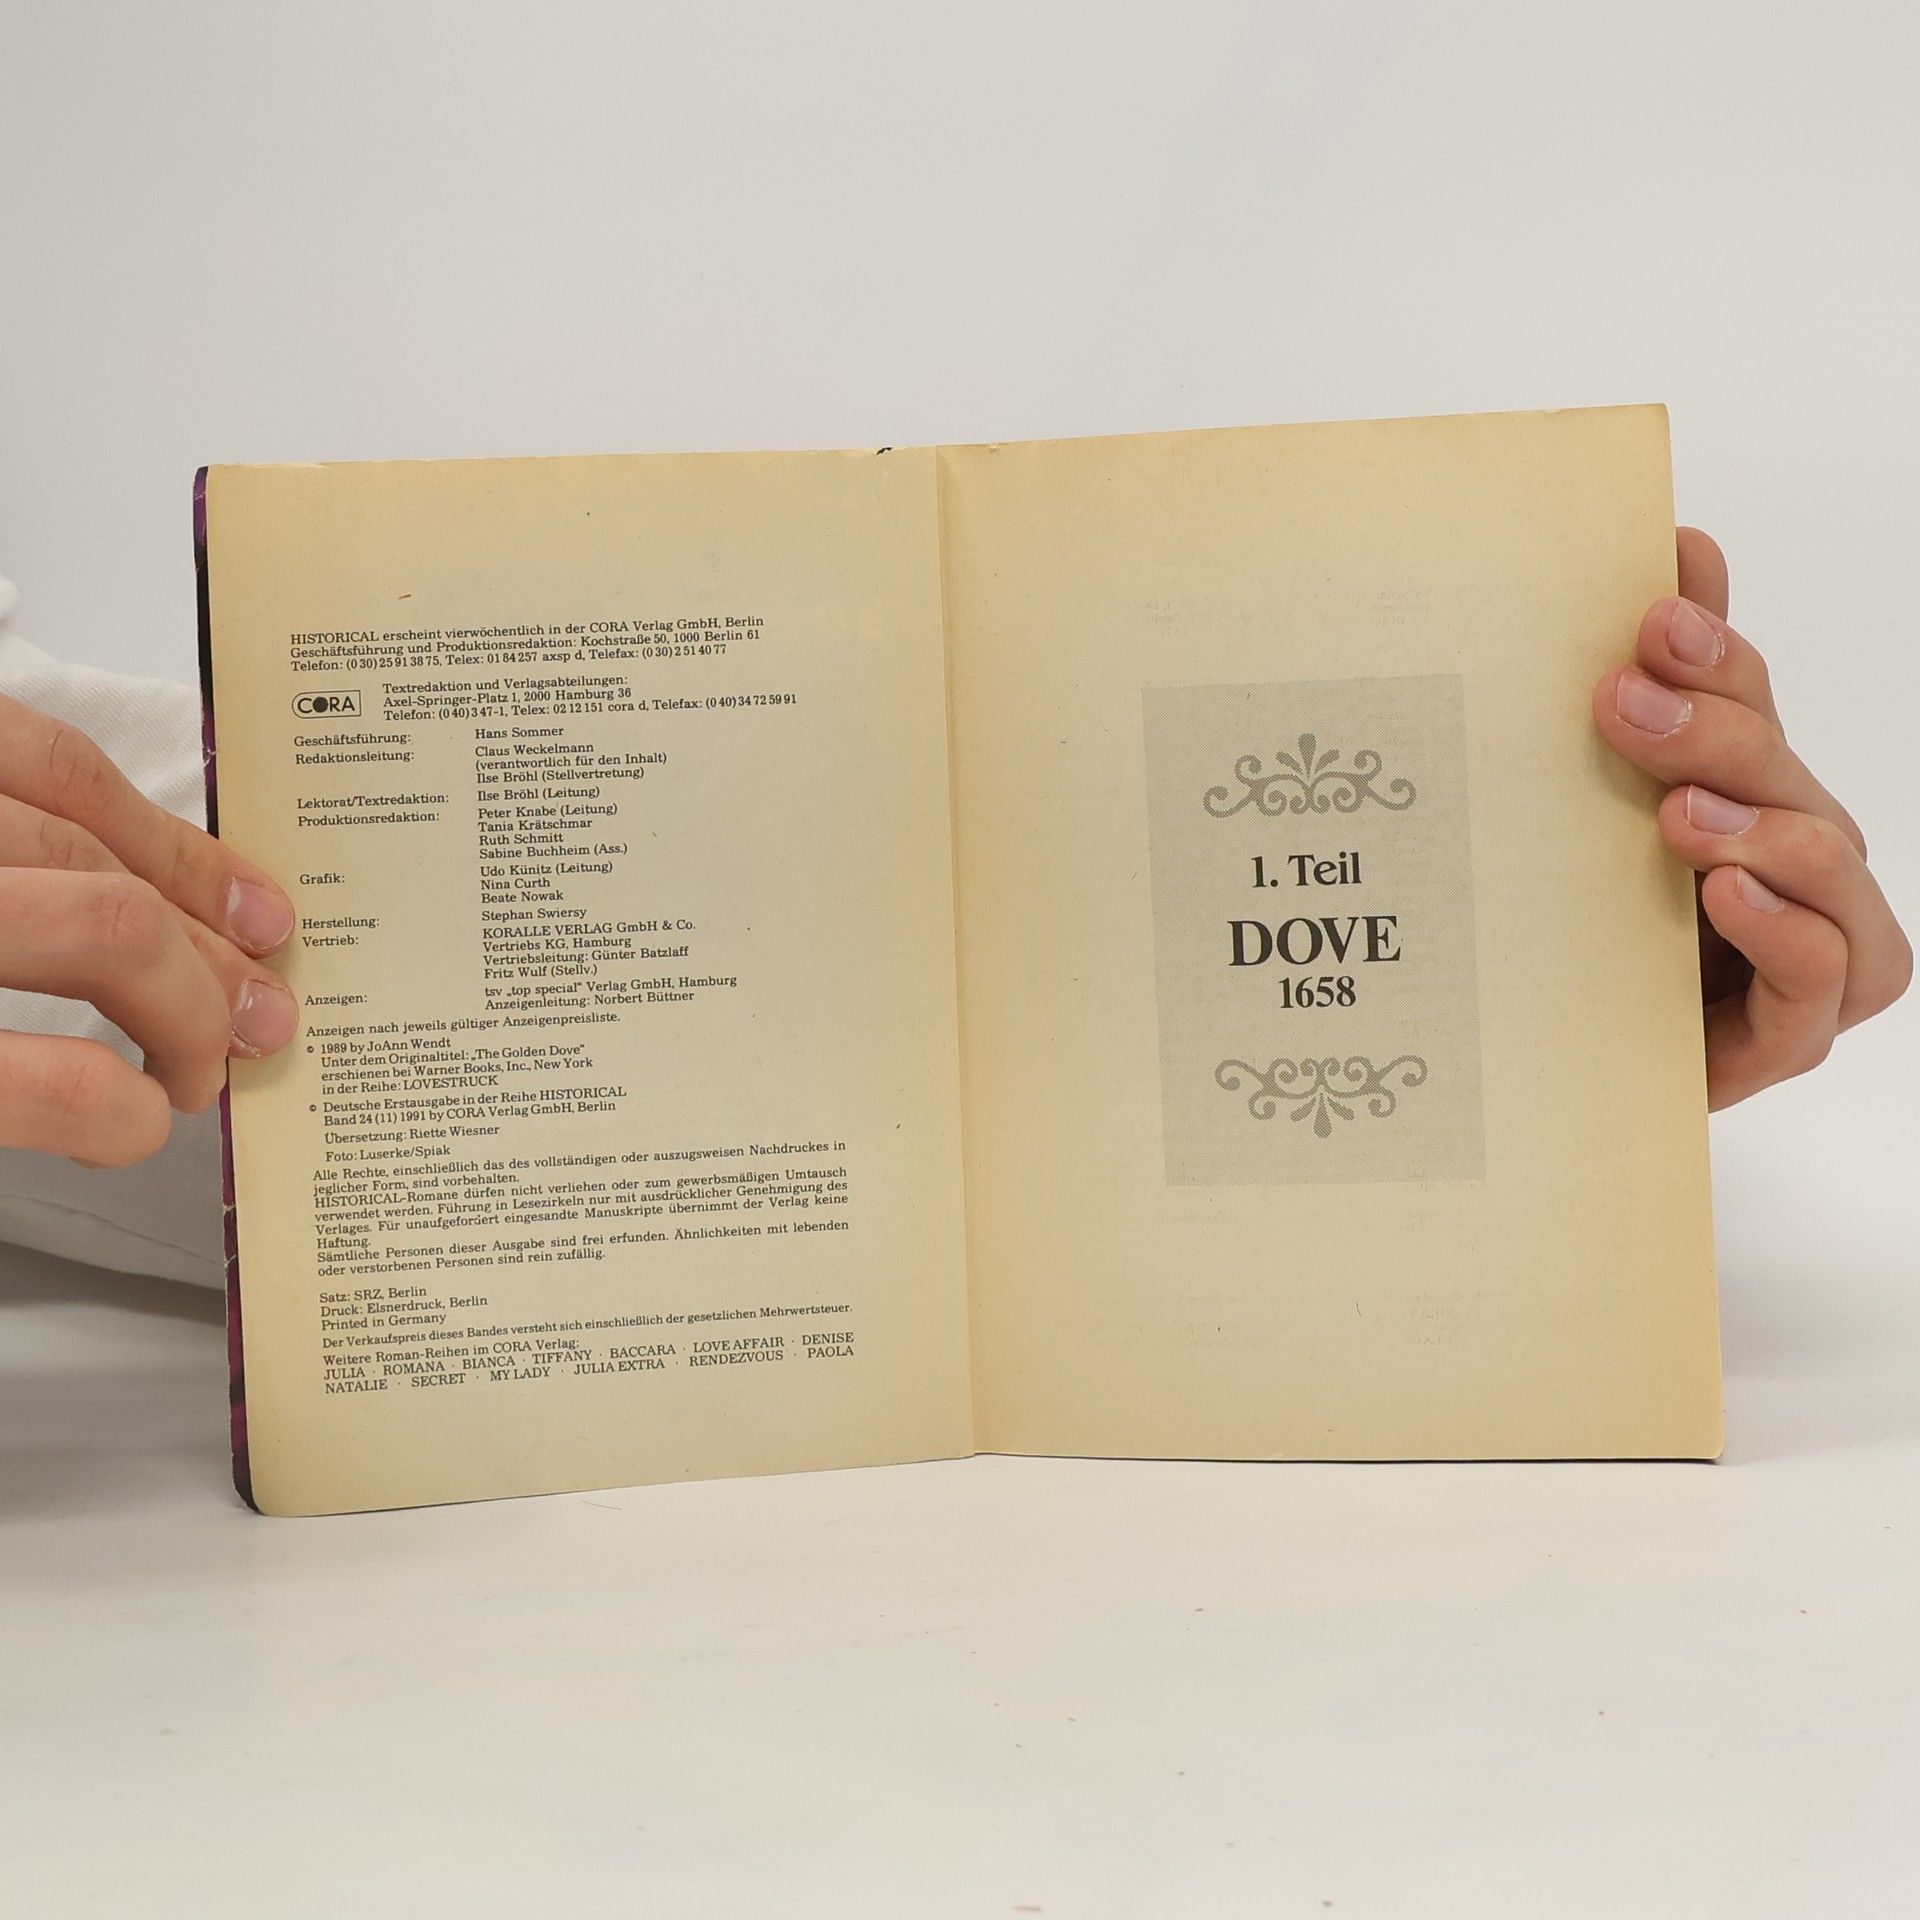 HISTORICAL erscheint vierwöchentlich in der CORA Verlag GmbH, Berlin
Geschäftsführung und Produktionsredaktion: Kochstraße 50, 1000 Berlin 61
Telefon: (0 30) 25 91 38 75, Telex: 01 84 257 axsp d, Telefax: (0 30) 2 51 40 77
CORA
Textredaktion und Verlagsabteilungen:
Axel-Springer-Platz 1, 2000 Hamburg 36
Telefon: (0 40) 3 47-1, Telex: 02 12 151 cora d, Telefax: (0 40) 34 72 59 91
Geschäftsführung: Hans Sommer
Redaktionsleitung: Claus Weckelmann
(verantwortlich für den Inhalt)
Ilse Bröhl (Stellvertretung)
Lektorat/Textredaktion: Ilse Bröhl (Leitung)
Produktionsredaktion: Peter Knabe (Leitung)
Tania Krätschmar
Ruth Schmitt
Sabine Buchheim (Ass.)
Grafik: Udo Künitz (Leitung)
Nina Curth
Beate Nowak
Herstellung: Stephan Swiersy
Vertrieb: KORALLE VERLAG GmbH & Co.
Vertriebs KG, Hamburg
Vertriebsleitung: Günter Batzlaff
Fritz Wulf (Stellv.)
Anzeigen: tsv „top special“ Verlag GmbH, Hamburg
Anzeigenleitung: Norbert Büttner
Anzeigen nach jeweils gültiger Anzeigenpreisliste.
© 1989 by JoAnn Wendt
Unter dem Originaltitel: „The Golden Dove“
erschienen bei Warner Books, Inc., New York
in der Reihe: LOVESTRUCK
© Deutsche Erstausgabe in der Reihe HISTORICAL
Band 24 (11) 1991 by CORA Verlag GmbH, Berlin
Übersetzung: Riette Wiesner
Foto: Luserke/Spiak
Alle Rechte, einschließlich das des vollständigen oder auszugsweisen Nachdruckes in
jeglicher Form, sind vorbehalten.
HISTORICAL-Romane dürfen nicht verliehen oder zum gewerbsmäßigen Umtausch
verwendet werden. Führung in Lesezirkeln nur mit ausdrücklicher Genehmigung des
Verlages. Für unaufgefordert eingesandte Manuskripte übernimmt der Verlag keine
Haftung.
Sämtliche Personen dieser Ausgabe sind frei erfunden. Ähnlichkeiten mit lebenden
oder verstorbenen Personen sind rein zufällig.
Satz: SRZ, Berlin
Druck: Elsnerdruck, Berlin
Printed in Germany
Der Verkaufspreis dieses Bandes versteht sich einschließlich der gesetzlichen Mehrwertsteuer.
Weitere Roman-Reihen im CORA Verlag:
JULIA · ROMANA · BIANCA · TIFFANY · BACCARA · LOVE AFFAIR · DENISE
NATALIE · SECRET · MY LADY · JULIA EXTRA · RENDEZVOUS · PAOLA
1. Teil
DOVE
1658